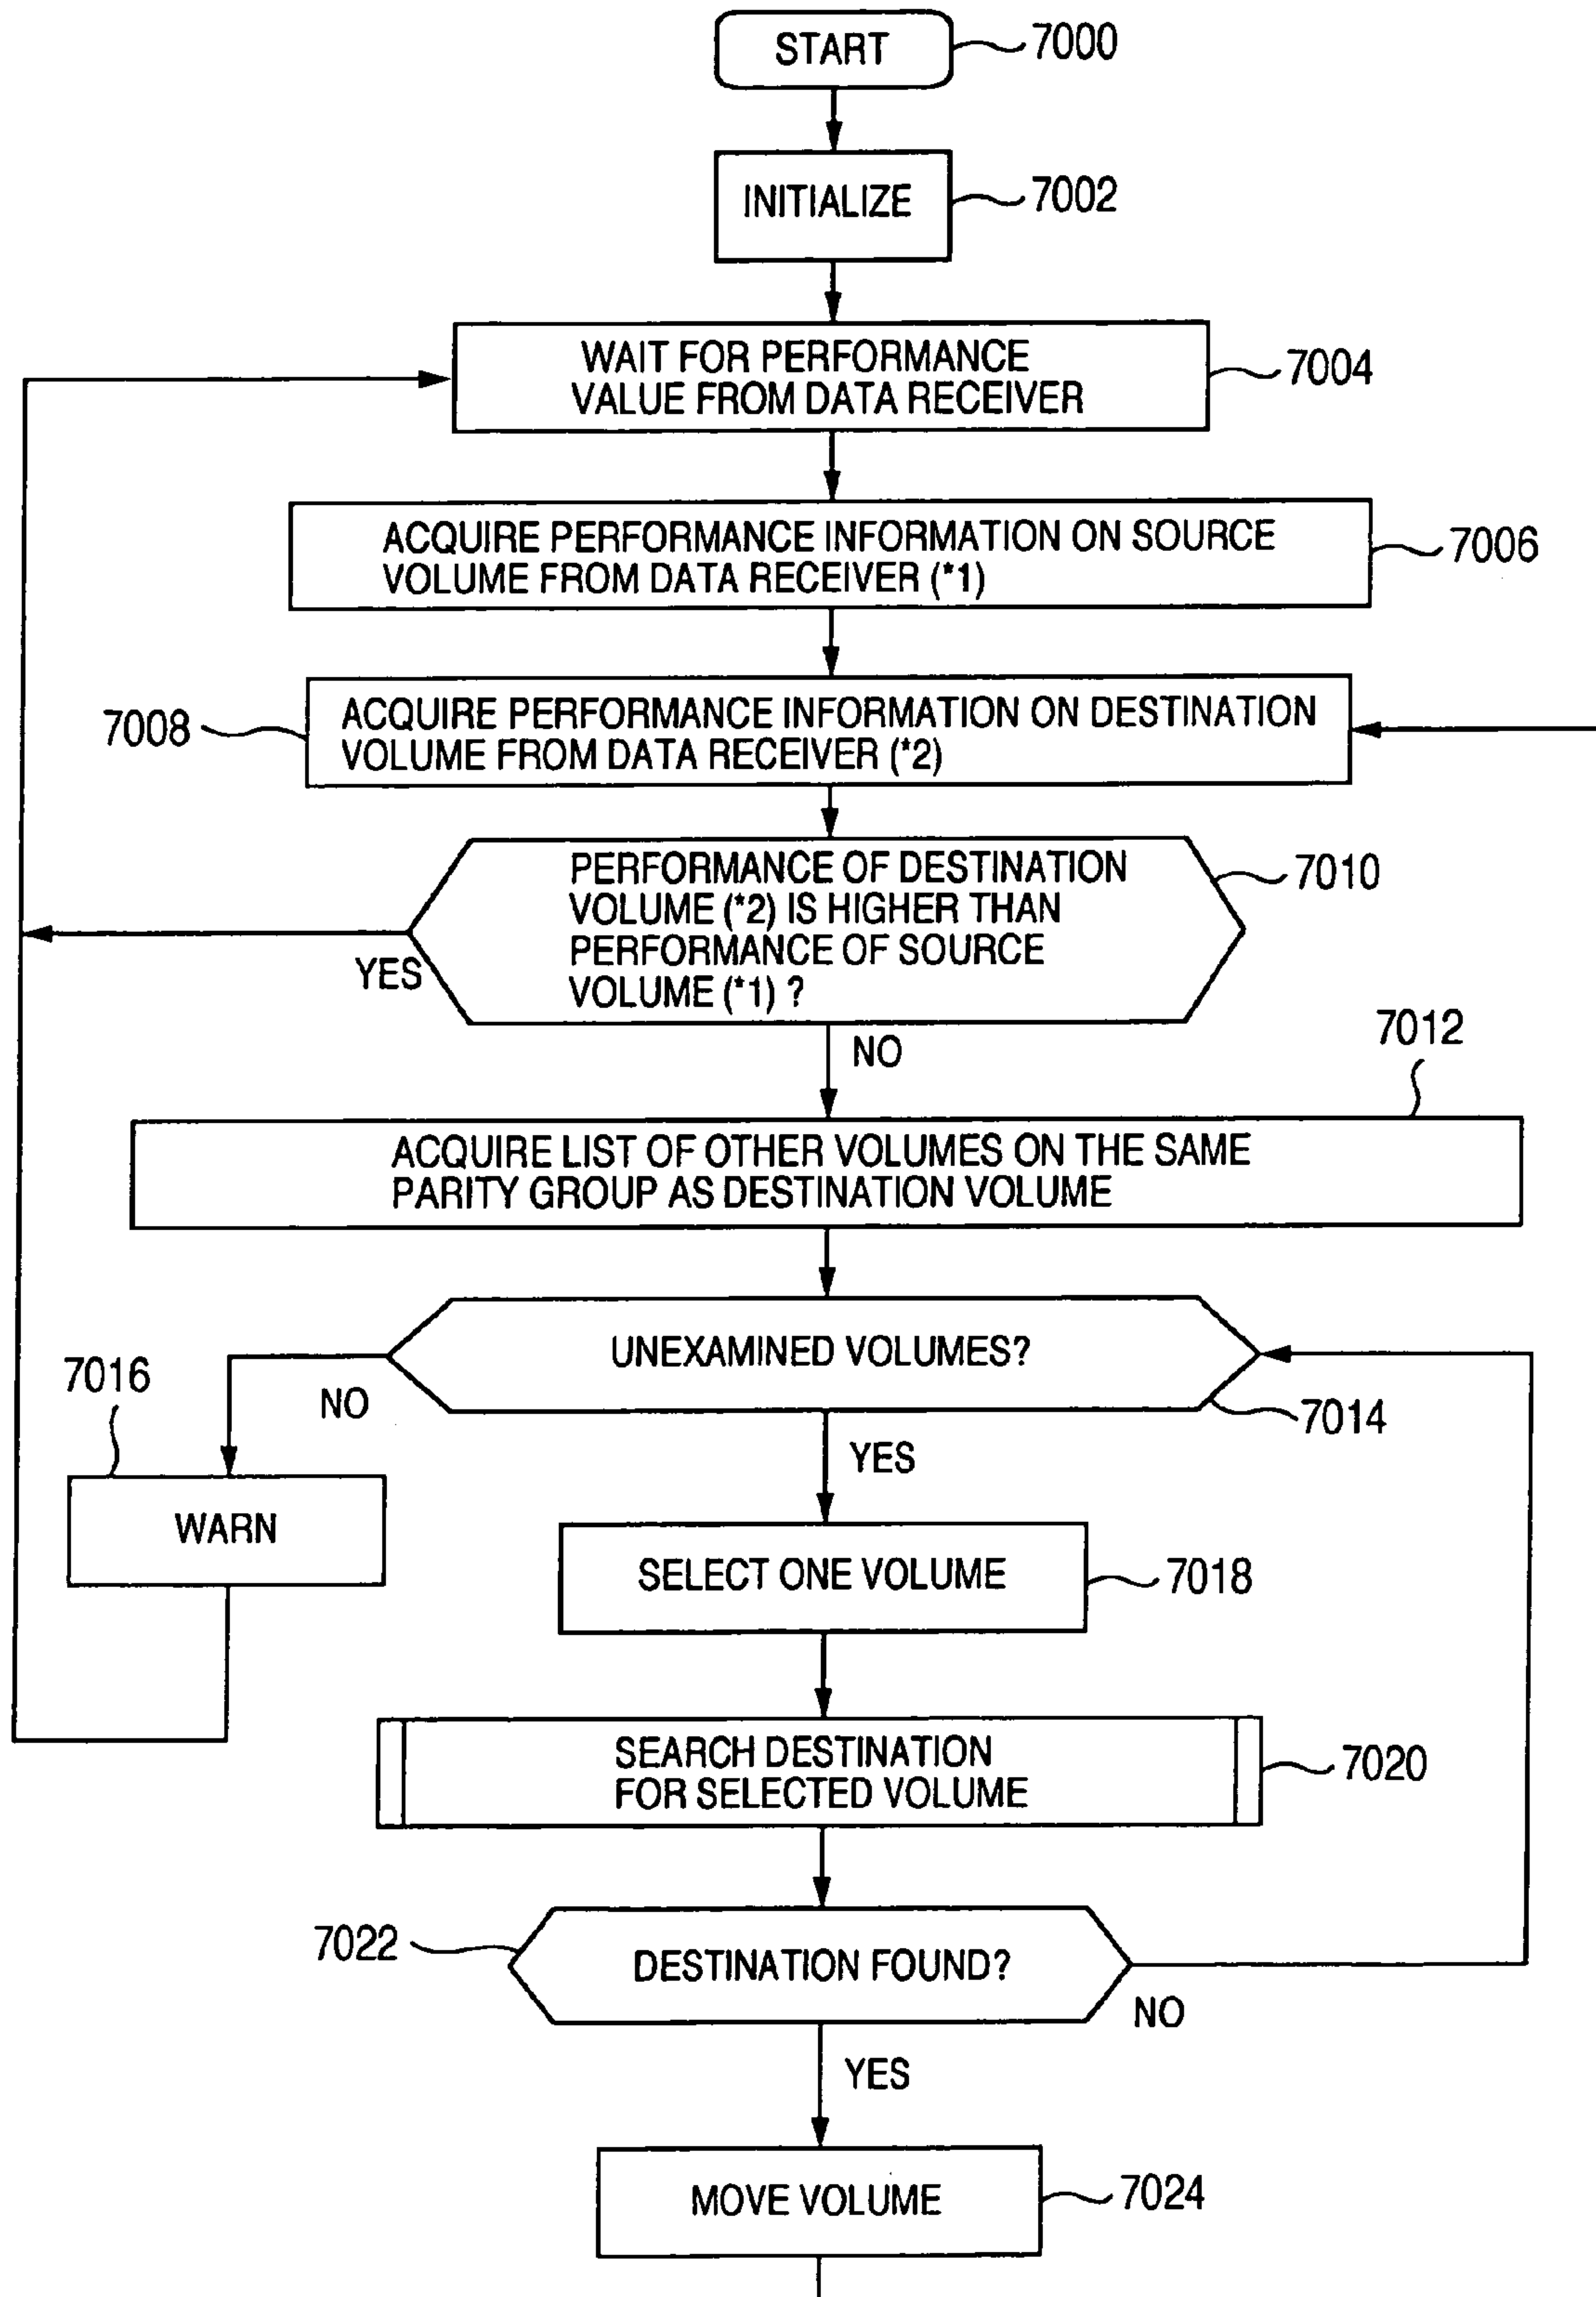 START
7000
INITIALIZE
7002
WAIT FOR PERFORMANCE
VALUE FROM DATA RECEIVER
7004
ACQUIRE PERFORMANCE INFORMATION ON SOURCE
VOLUME FROM DATA RECEIVER (*1)
7006
7008
ACQUIRE PERFORMANCE INFORMATION ON DESTINATION
VOLUME FROM DATA RECEIVER (*2)
PERFORMANCE OF DESTINATION
VOLUME (*2) IS HIGHER THAN
PERFORMANCE OF SOURCE
VOLUME (*1) ?
7010
YES
NO
7012
ACQUIRE LIST OF OTHER VOLUMES ON THE SAME
PARITY GROUP AS DESTINATION VOLUME
UNEXAMINED VOLUMES?
7014
NO
7016
YES
WARN
SELECT ONE VOLUME
7018
SEARCH DESTINATION
FOR SELECTED VOLUME
7020
7022
DESTINATION FOUND?
NO
YES
MOVE VOLUME
7024